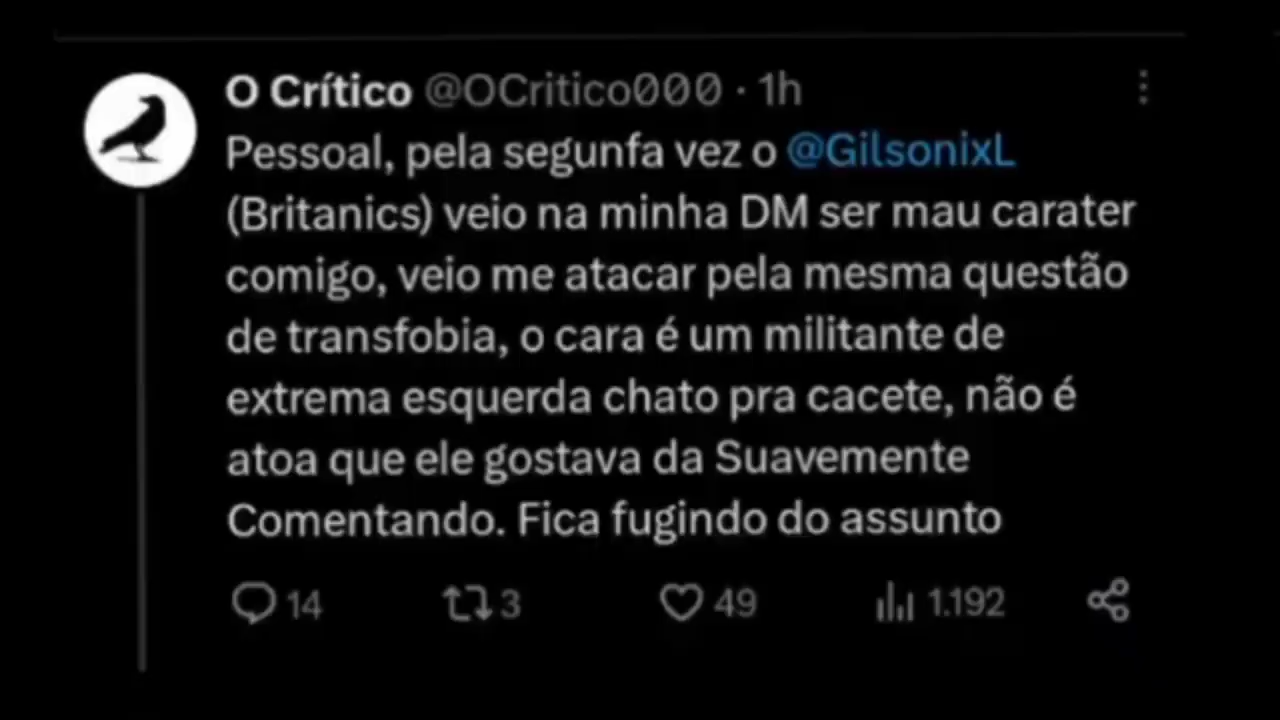 O Crítico @OCritico000 · 1h
Pessoal, pela segunfa vez o @GilsonixL
(Britanics) veio na minha DM ser mau carater
comigo, veio me atacar pela mesma questão
de transfobia, o cara é um militante de
extrema esquerda chato pra cacete, não é
atoa que ele gostava da Suavemente
Comentando. Fica fugindo do assunto
14 3 49 1.192